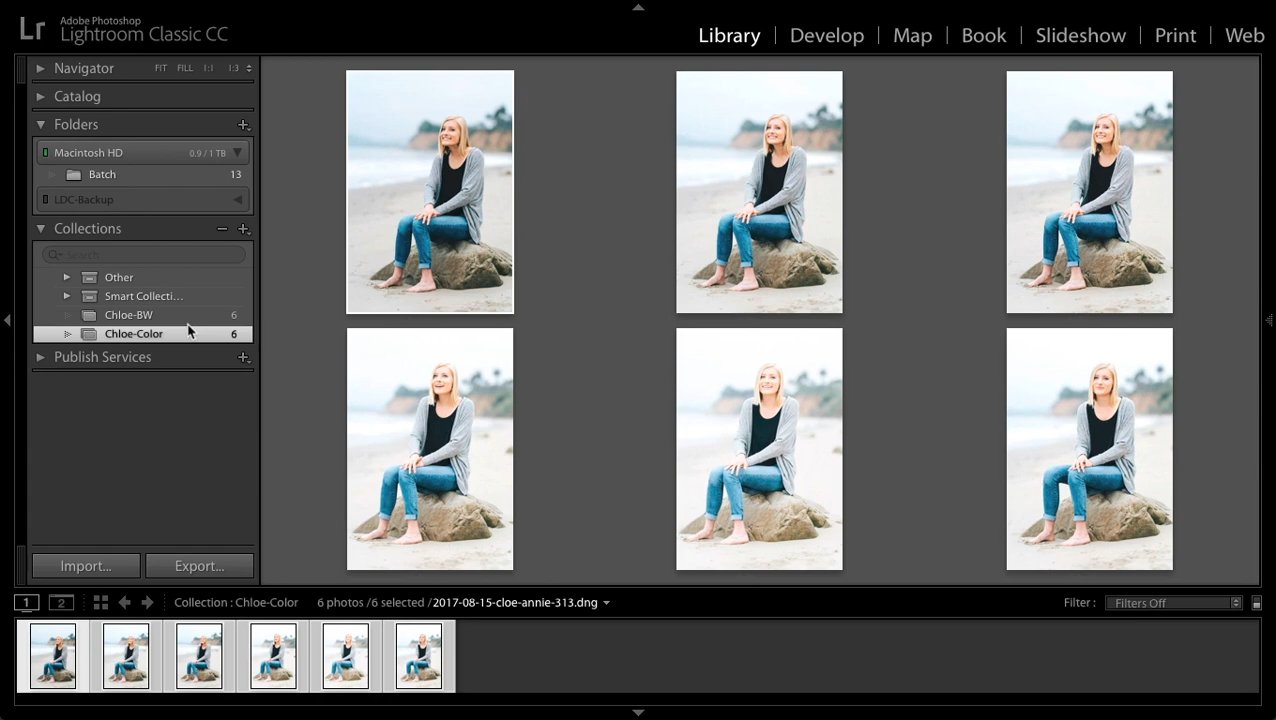 Lr
Adobe Photoshop
Lightroom Classic CC
Library | Develop | Map | Book | Slideshow | Print | Web
Navigator FIT FILL 1:1 1:3
Catalog
Folders
Macintosh HD 0.9 / 1 TB
Batch 13
LDC-Backup
Collections
Search
Other
Smart Collecti...
Chloe-BW 6
Chloe-Color 6
Publish Services
Import... Export...
1 2 Collection : Chloe-Color 6 photos /6 selected /2017-08-15-cloe-annie-313.dng Filter : Filters Off